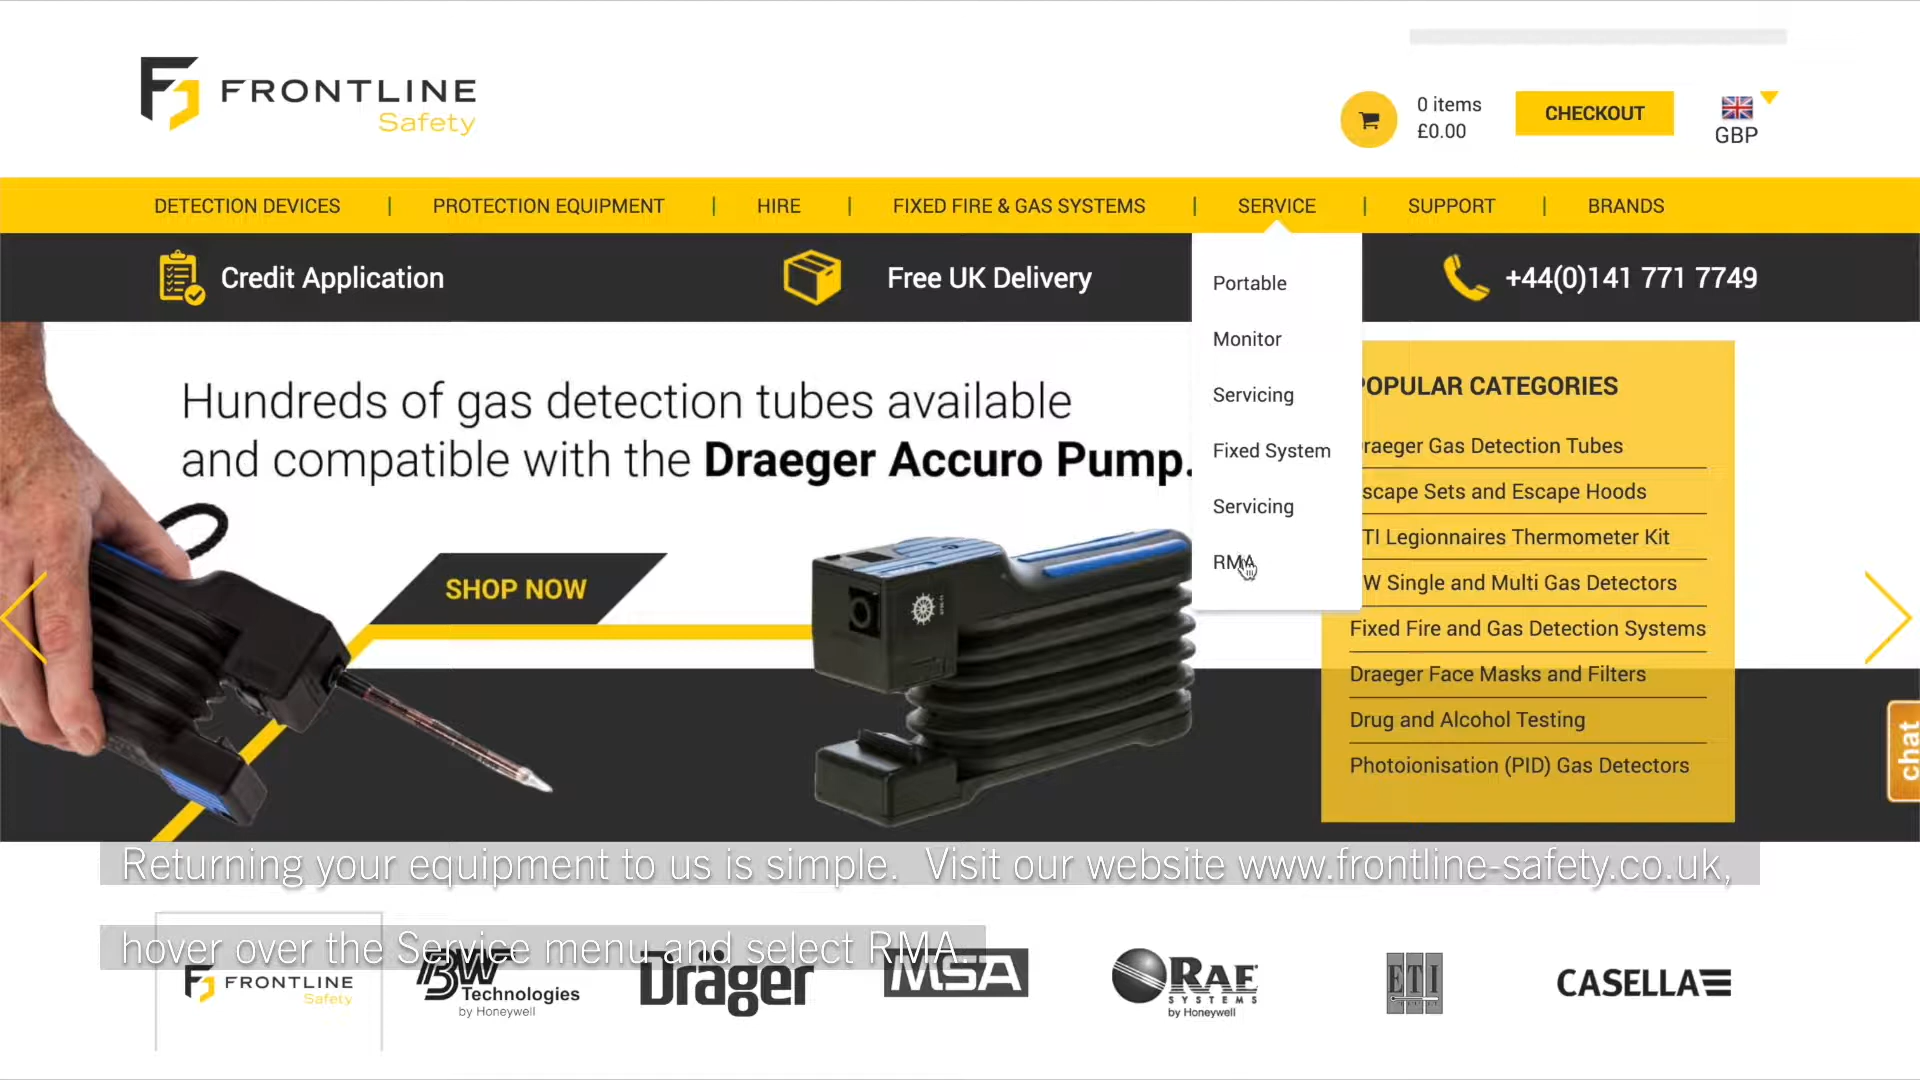 FRONTLINE
Safety
0 items
£0.00
CHECKOUT
GBP
DETECTION DEVICES | PROTECTION EQUIPMENT | HIRE | FIXED FIRE & GAS SYSTEMS | SERVICE | SUPPORT | BRANDS
Credit Application
Free UK Delivery
+44(0)141 771 7749
Portable
Monitor
Servicing
Fixed System
Servicing
RMA
Hundreds of gas detection tubes available
and compatible with the Draeger Accuro Pump.
SHOP NOW
POPULAR CATEGORIES
raeger Gas Detection Tubes
scape Sets and Escape Hoods
TI Legionnaires Thermometer Kit
W Single and Multi Gas Detectors
Fixed Fire and Gas Detection Systems
Draeger Face Masks and Filters
Drug and Alcohol Testing
Photoionisation (PID) Gas Detectors
chat
Returning your equipment to us is simple. Visit our website www.frontline-safety.co.uk,
hover over the Service menu and select RMA.
FRONTLINE
Safety
BW
Technologies
by Honeywell
Dräger
MSA
RAE
SYSTEMS
by Honeywell
ETI
CASELLA